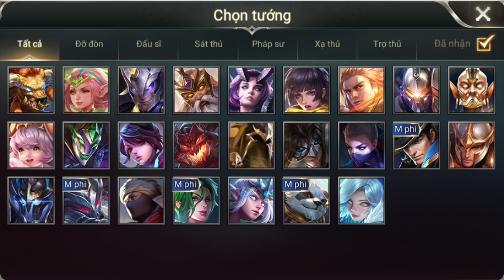 Chọn tướng
Tất cả Đỡ đòn Đấu sĩ Sát thủ Pháp sư Xạ thủ Trợ thủ Đã nhận
M phí
M phí M phí M phí